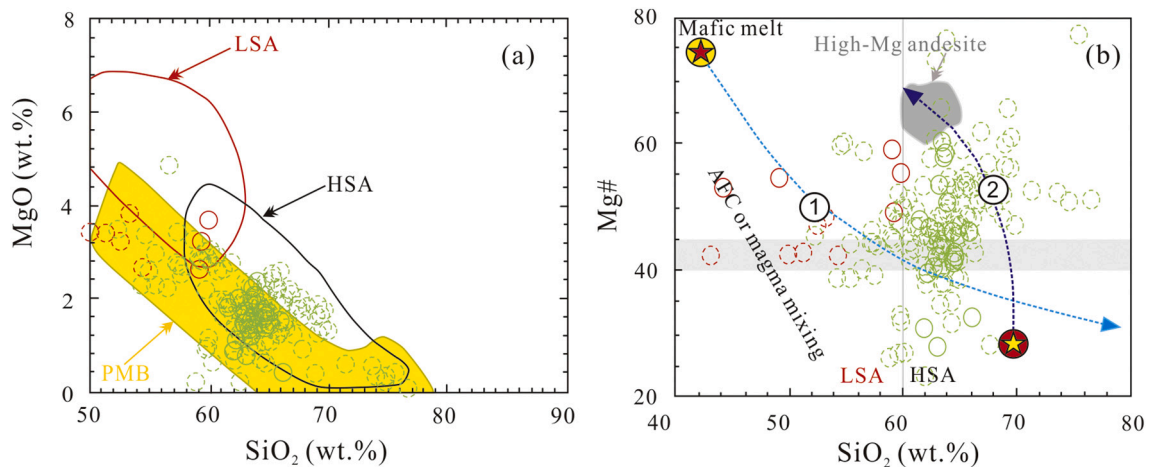 (a)
LSA
HSA
PMB
MgO (wt.%)
8
6
4
2
0
50
60
70
80
90
SiO₂ (wt.%)
(b)
Mafic melt
High-Mg andesite
1
2
AFC or magma mixing
LSA
HSA
Mg#
80
60
40
20
40
50
60
70
80
SiO₂ (wt.%)